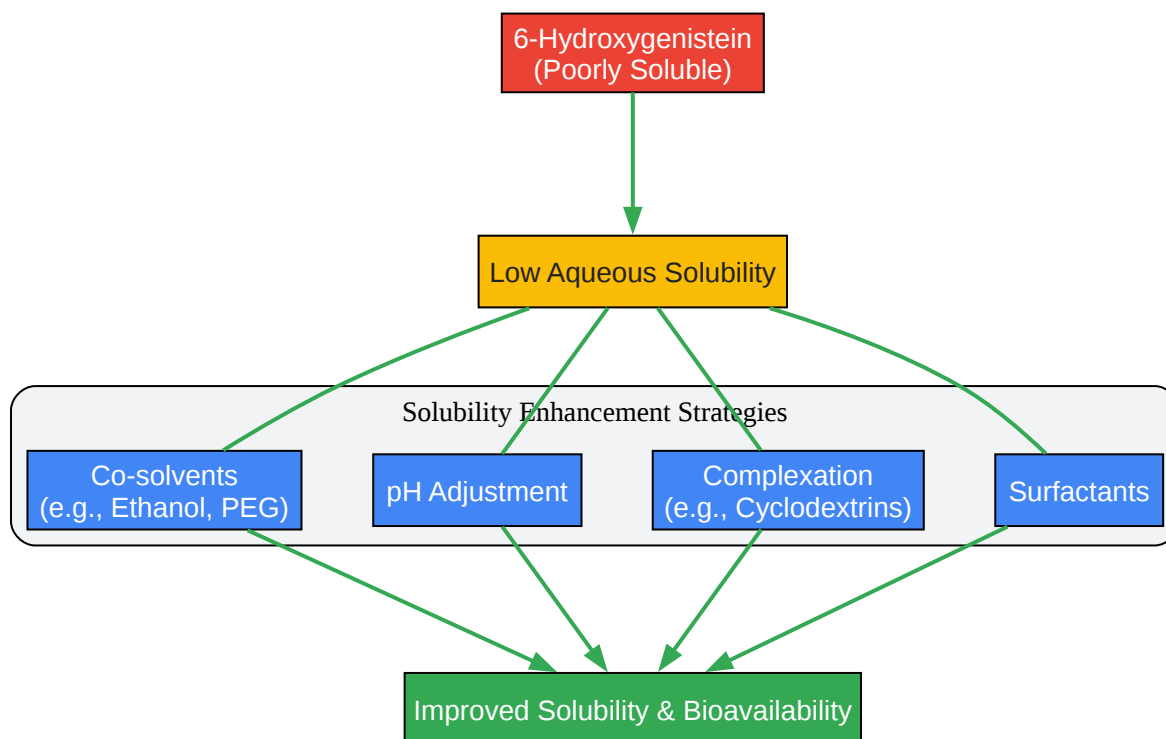 6-Hydroxygenistein
(Poorly Soluble)
Low Aqueous Solubility
Solubility Enhancement Strategies
Co-solvents
(e.g., Ethanol, PEG)
pH Adjustment
Complexation
(e.g., Cyclodextrins)
Surfactants
Improved Solubility & Bioavailability